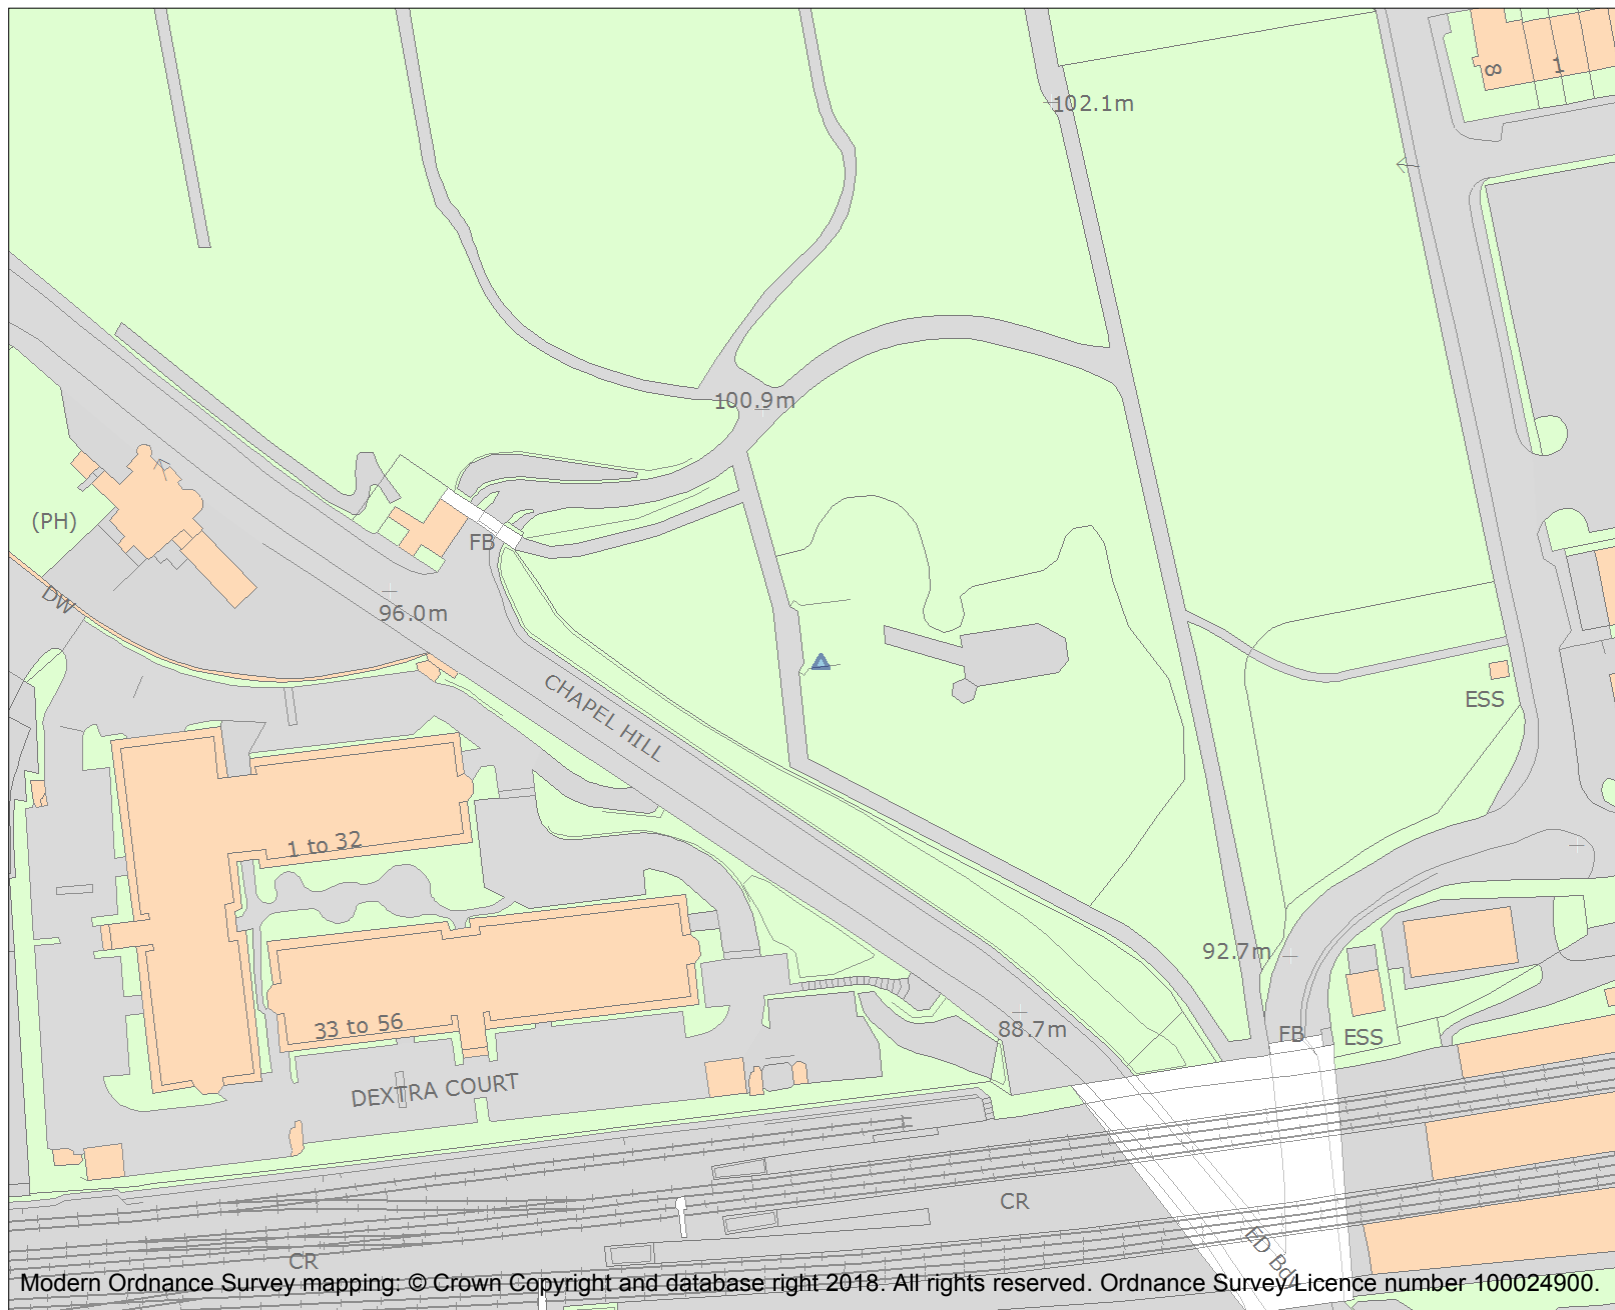 8
1
102.1m
100.9m
(PH)
FB
DW
96.0m
CHAPEL HILL
ESS
1 to 32
92.7m
33 to 56
88.7m
FB
ESS
DEXTRA COURT
CR
ED Bdy
CR
Modern Ordnance Survey mapping: © Crown Copyright and database right 2018. All rights reserved. Ordnance Survey Licence number 100024900.